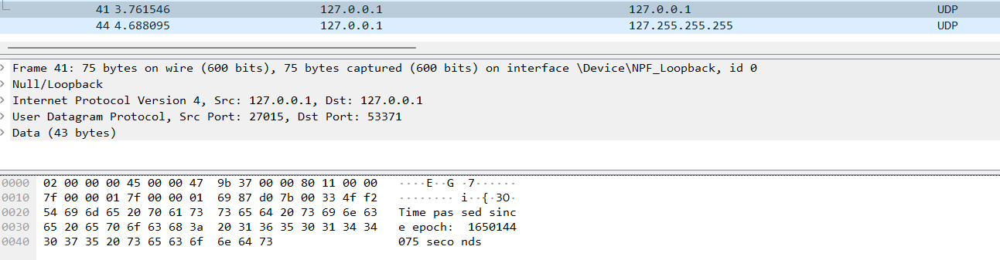 41 3.761546 127.0.0.1 127.0.0.1 UDP
44 4.688095 127.0.0.1 127.255.255.255 UDP
> Frame 41: 75 bytes on wire (600 bits), 75 bytes captured (600 bits) on interface \Device\NPF_Loopback, id 0
> Null/Loopback
> Internet Protocol Version 4, Src: 127.0.0.1, Dst: 127.0.0.1
> User Datagram Protocol, Src Port: 27015, Dst Port: 53371
> Data (43 bytes)
0000 02 00 00 00 45 00 00 47 9b 37 00 00 80 11 00 00 ····E··G ·7······
0010 7f 00 00 01 7f 00 00 01 69 87 d0 7b 00 33 4f f2 ········ i··{·3O·
0020 54 69 6d 65 20 70 61 73 73 65 64 20 73 69 6e 63 Time pas sed sinc
0030 65 20 65 70 6f 63 68 3a 20 31 36 35 30 31 34 34 e epoch: 1650144
0040 30 37 35 20 73 65 63 6f 6e 64 73 075 seco nds